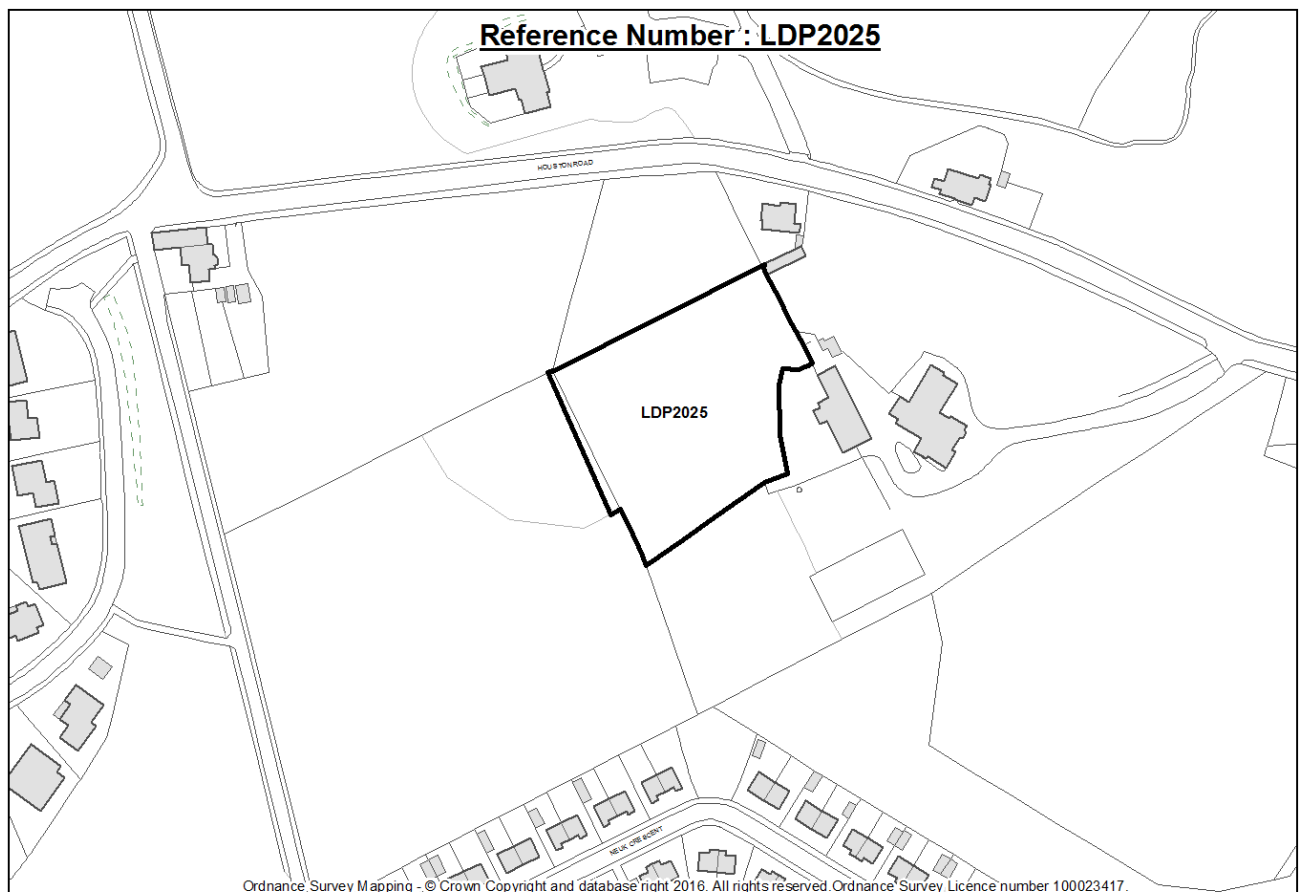 Reference Number : LDP2025
HOUSTON ROAD
LDP2025
NEUK CRESCENT
Ordnance Survey Mapping - © Crown Copyright and database right 2016. All rights reserved. Ordnance Survey Licence number 100023417.